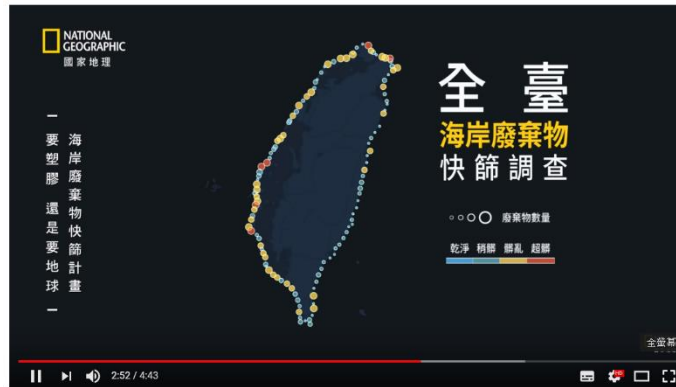 NATIONAL
GEOGRAPHIC
國家地理
海岸廢棄物快篩計畫
要塑膠 還是要地球
全臺
海岸廢棄物
快篩調查
廢棄物數量
乾淨 稍髒 髒亂 超髒
全螢幕
2:52 / 4:43
HD